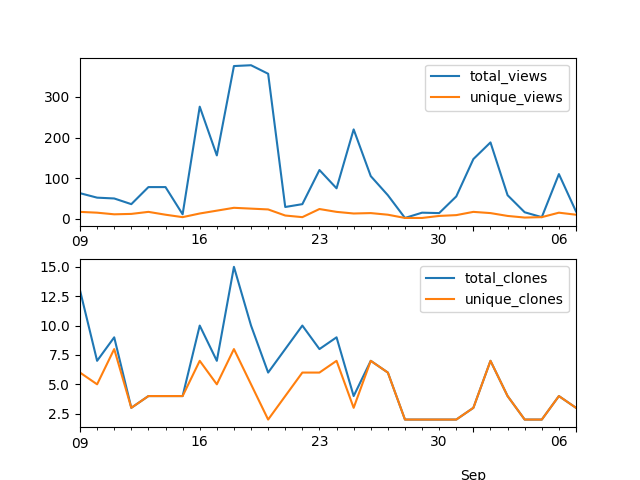 total_views
unique_views
300
200
100
0
09 16 23 30 06
total_clones
unique_clones
15.0
12.5
10.0
7.5
5.0
2.5
09 16 23 30 06
Sep